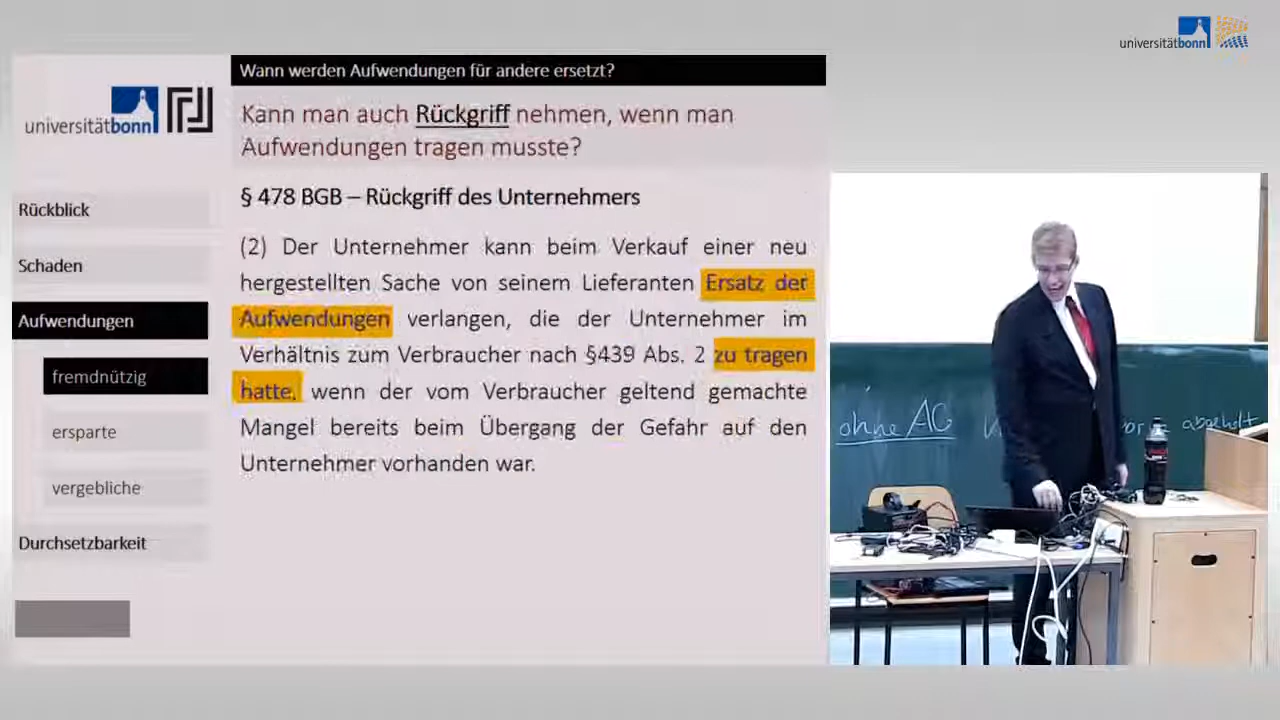 universitätbonn
Wann werden Aufwendungen für andere ersetzt?
universitätbonn
Kann man auch Rückgriff nehmen, wenn man
Aufwendungen tragen musste?
§ 478 BGB – Rückgriff des Unternehmers
(2) Der Unternehmer kann beim Verkauf einer neu
hergestellten Sache von seinem Lieferanten Ersatz der
Aufwendungen verlangen, die der Unternehmer im
Verhältnis zum Verbraucher nach §439 Abs. 2 zu tragen
hatte, wenn der vom Verbraucher geltend gemachte
Mangel bereits beim Übergang der Gefahr auf den
Unternehmer vorhanden war.
Rückblick
Schaden
Aufwendungen
fremdnützig
ersparte
vergebliche
Durchsetzbarkeit
ohne AG
abgeholt